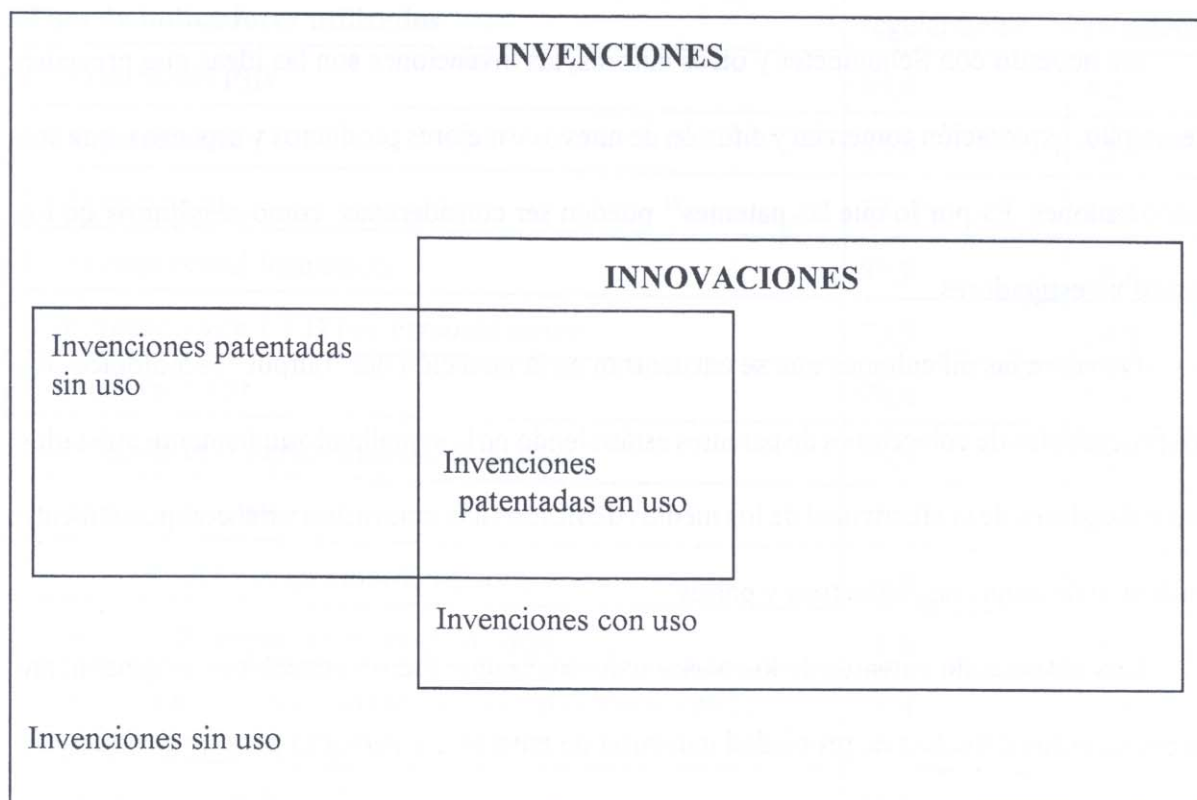 INVENCIONES
INNOVACIONES
Invenciones patentadas
sin uso
Invenciones
patentadas en uso
Invenciones con uso
Invenciones sin uso